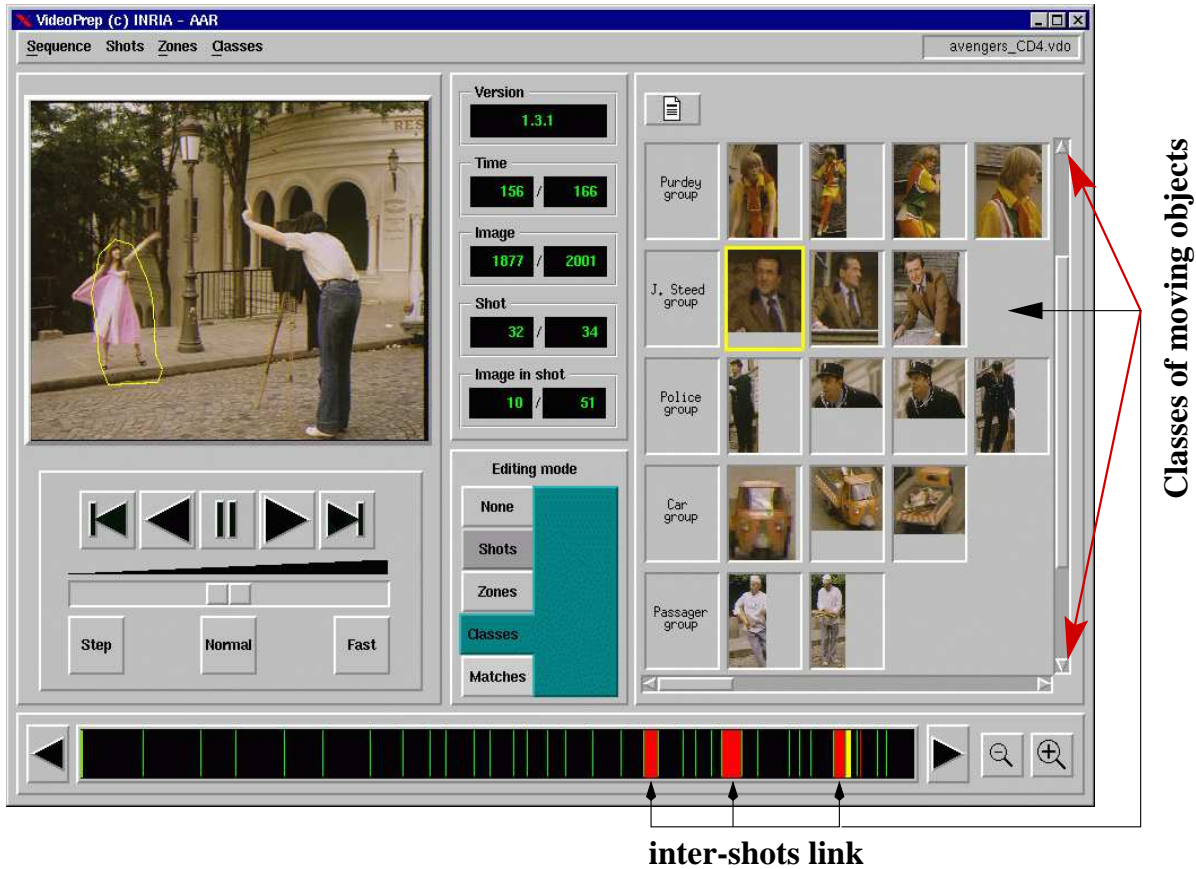 VideoPrep (c) INRIA - AAR
Sequence Shots Zones Classes
avengers_CD4.vdo
RES
Version
1.3.1
Time
156 / 166
Image
1877 / 2001
Shot
32 / 34
Image in shot
10 / 51
Editing mode
None
Shots
Zones
Classes
Matches
Step Normal Fast
Purdey
group
J. Steed
group
Police
group
Car
group
Passager
group
Classes of moving objects
inter-shots link